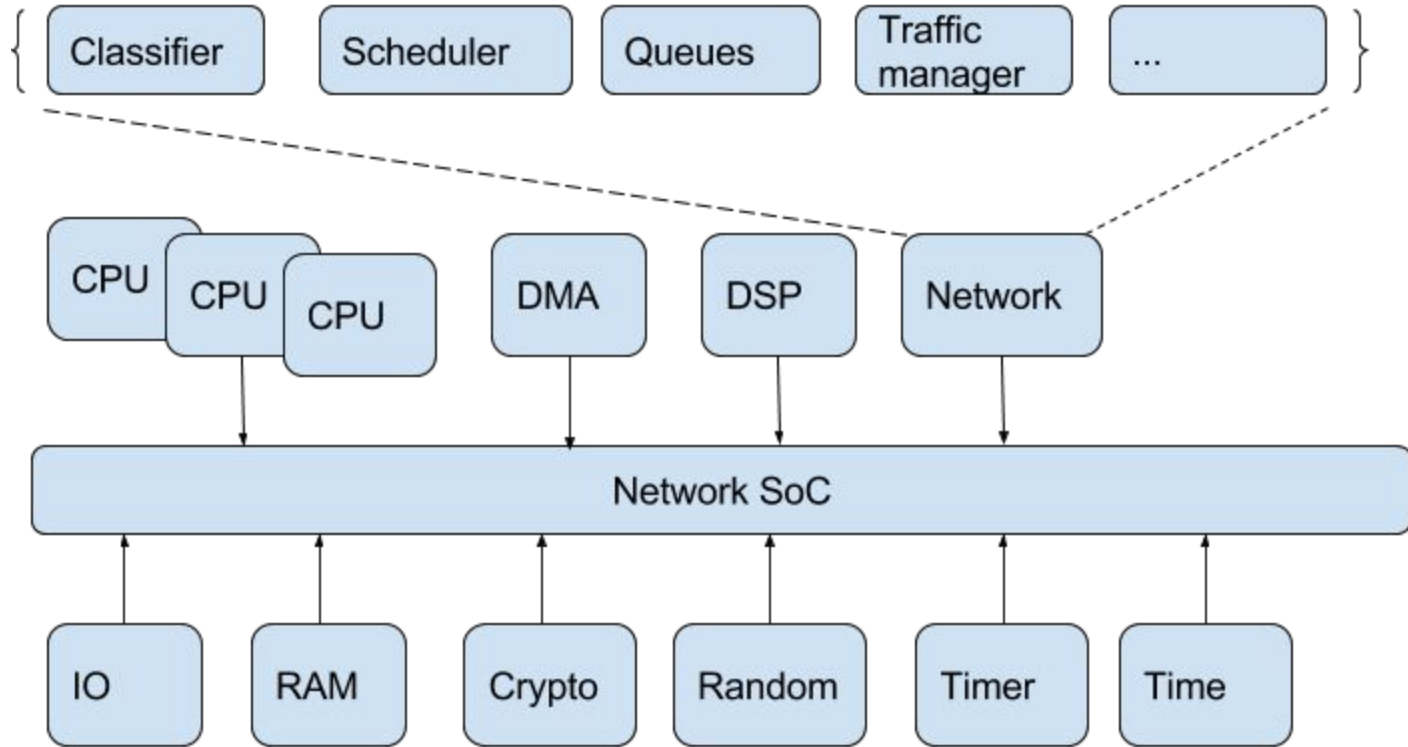 { Classifier Scheduler Queues Traffic manager ... }
CPU CPU CPU DMA DSP Network
Network SoC
IO RAM Crypto Random Timer Time